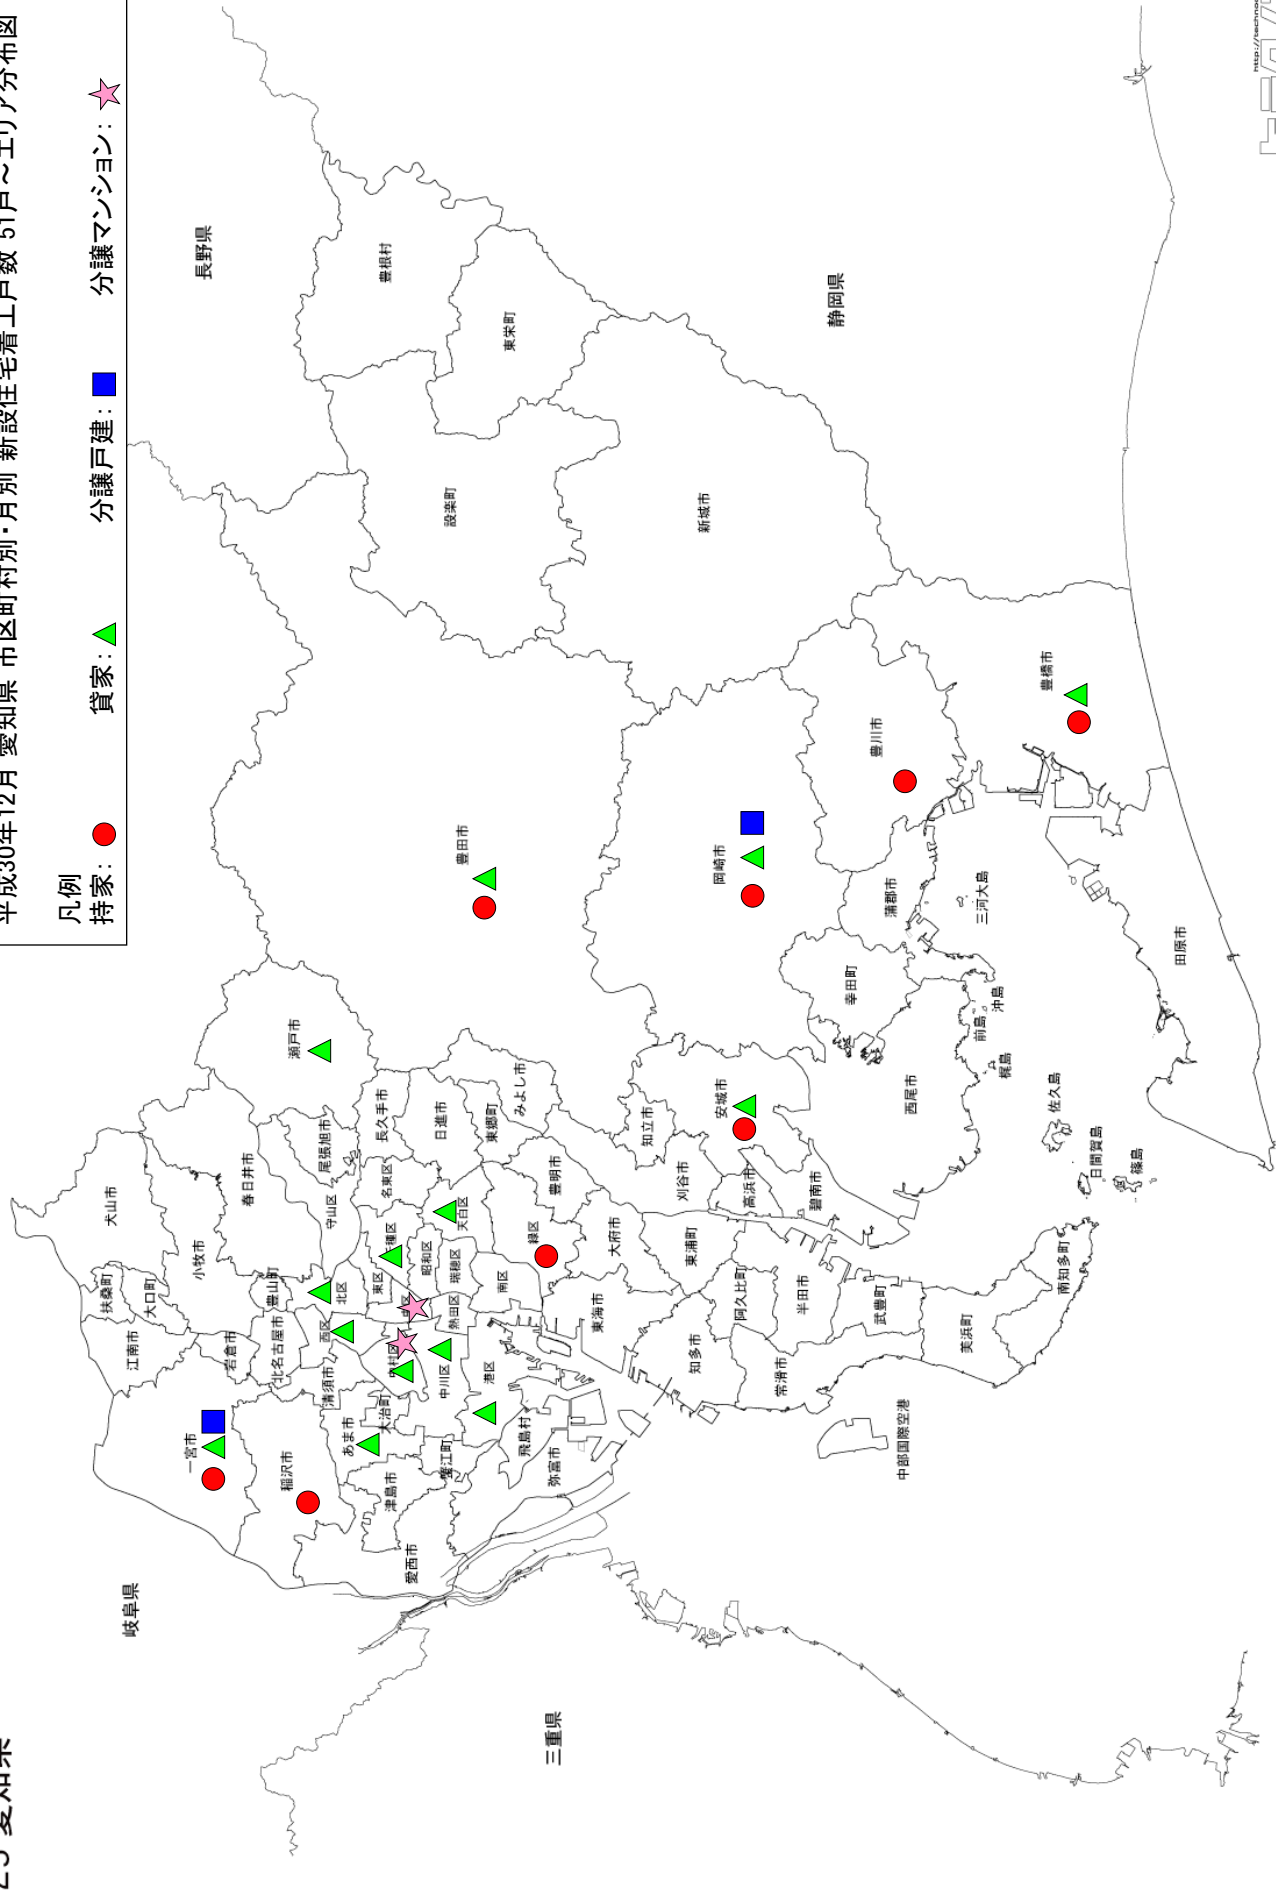 23 愛知県
平成30年12月 愛知県 市区町村別・月別 新設住宅着工戸数 51戸～エリア分布図
凡例
持家：
貸家：
分譲戸建：
分譲マンション：
岐阜県
長野県
静岡県
三重県
犬山市
扶桑町
大口町
江南市
小牧市
岩倉市
一宮市
稲沢市
北名古屋市
豊山町
春日井市
瀬戸市
尾張旭市
守山区
北区
西区
清須市
あま市
大治町
津島市
愛西市
蟹江町
弥富市
飛島村
港区
中川区
中村区
東区
昭和区
瑞穂区
熱田区
南区
緑区
天白区
名東区
長久手市
日進市
東郷町
みよし市
豊明市
豊田市
豊根村
東栄町
設楽町
新城市
大府市
東海市
東浦町
知多市
阿久比町
半田市
常滑市
武豊町
美浜町
南知多町
中部国際空港
刈谷市
知立市
安城市
高浜市
碧南市
西尾市
岡崎市
幸田町
蒲郡市
豊川市
豊橋市
田原市
三河大島
沖島
前島
梶島
佐久島
日間賀島
篠島